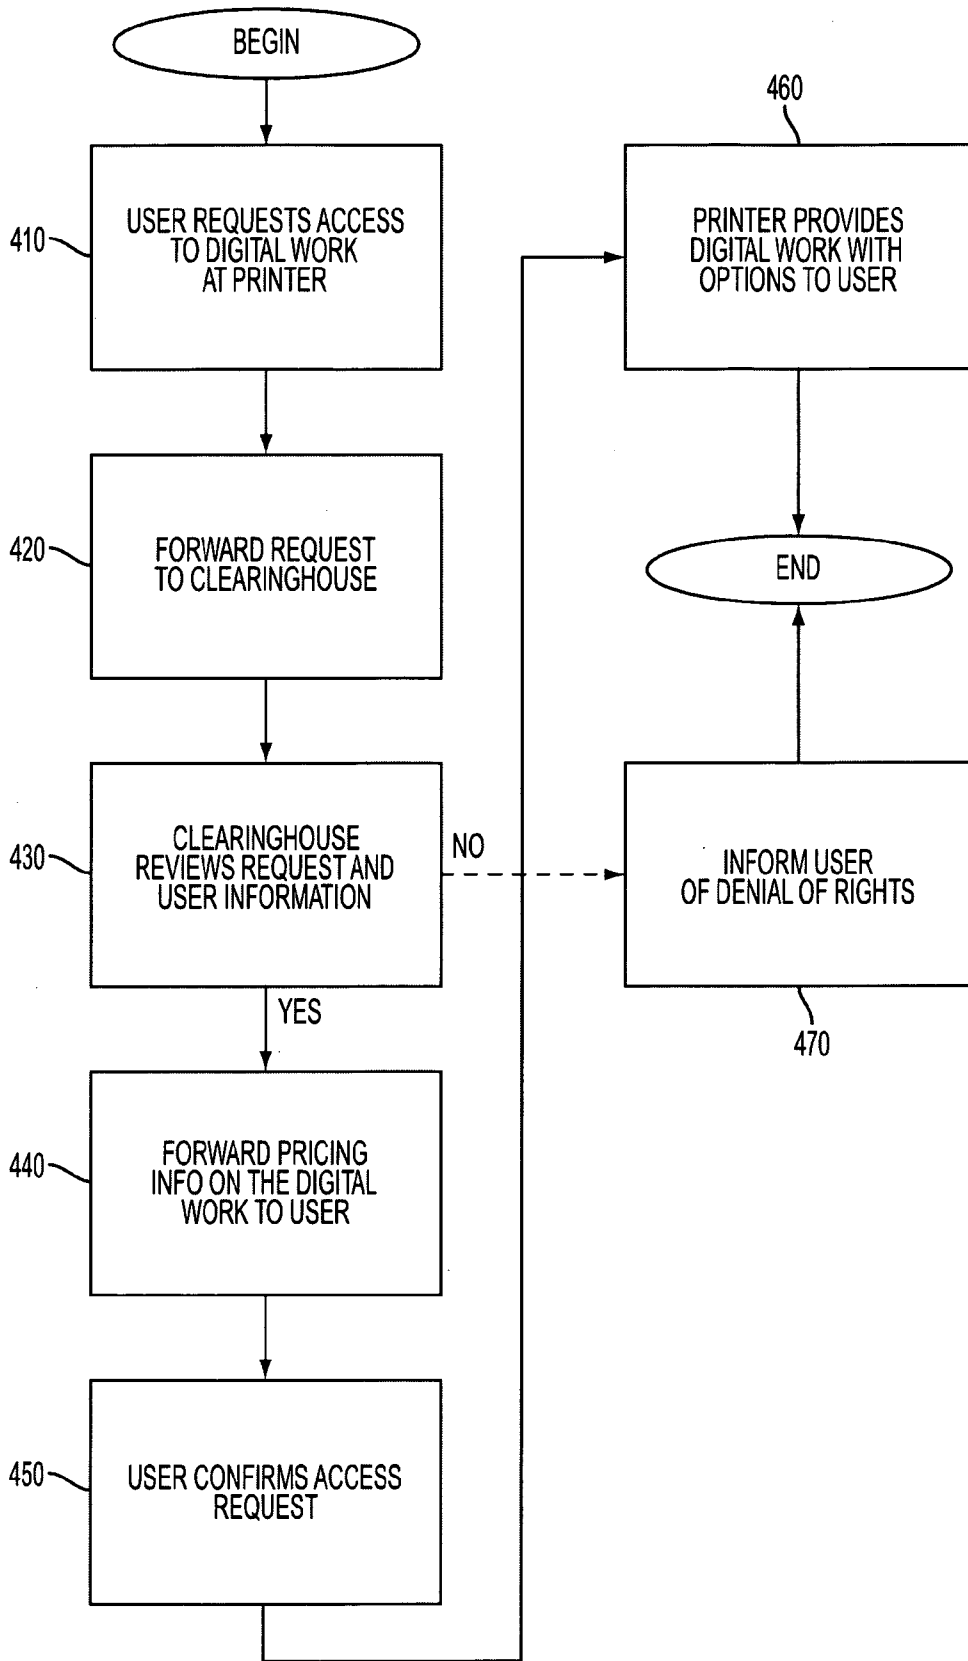 BEGIN
410
USER REQUESTS ACCESS
TO DIGITAL WORK
AT PRINTER
420
FORWARD REQUEST
TO CLEARINGHOUSE
430
CLEARINGHOUSE
REVIEWS REQUEST AND
USER INFORMATION
NO
YES
440
FORWARD PRICING
INFO ON THE DIGITAL
WORK TO USER
450
USER CONFIRMS ACCESS
REQUEST
460
PRINTER PROVIDES
DIGITAL WORK WITH
OPTIONS TO USER
END
INFORM USER
OF DENIAL OF RIGHTS
470